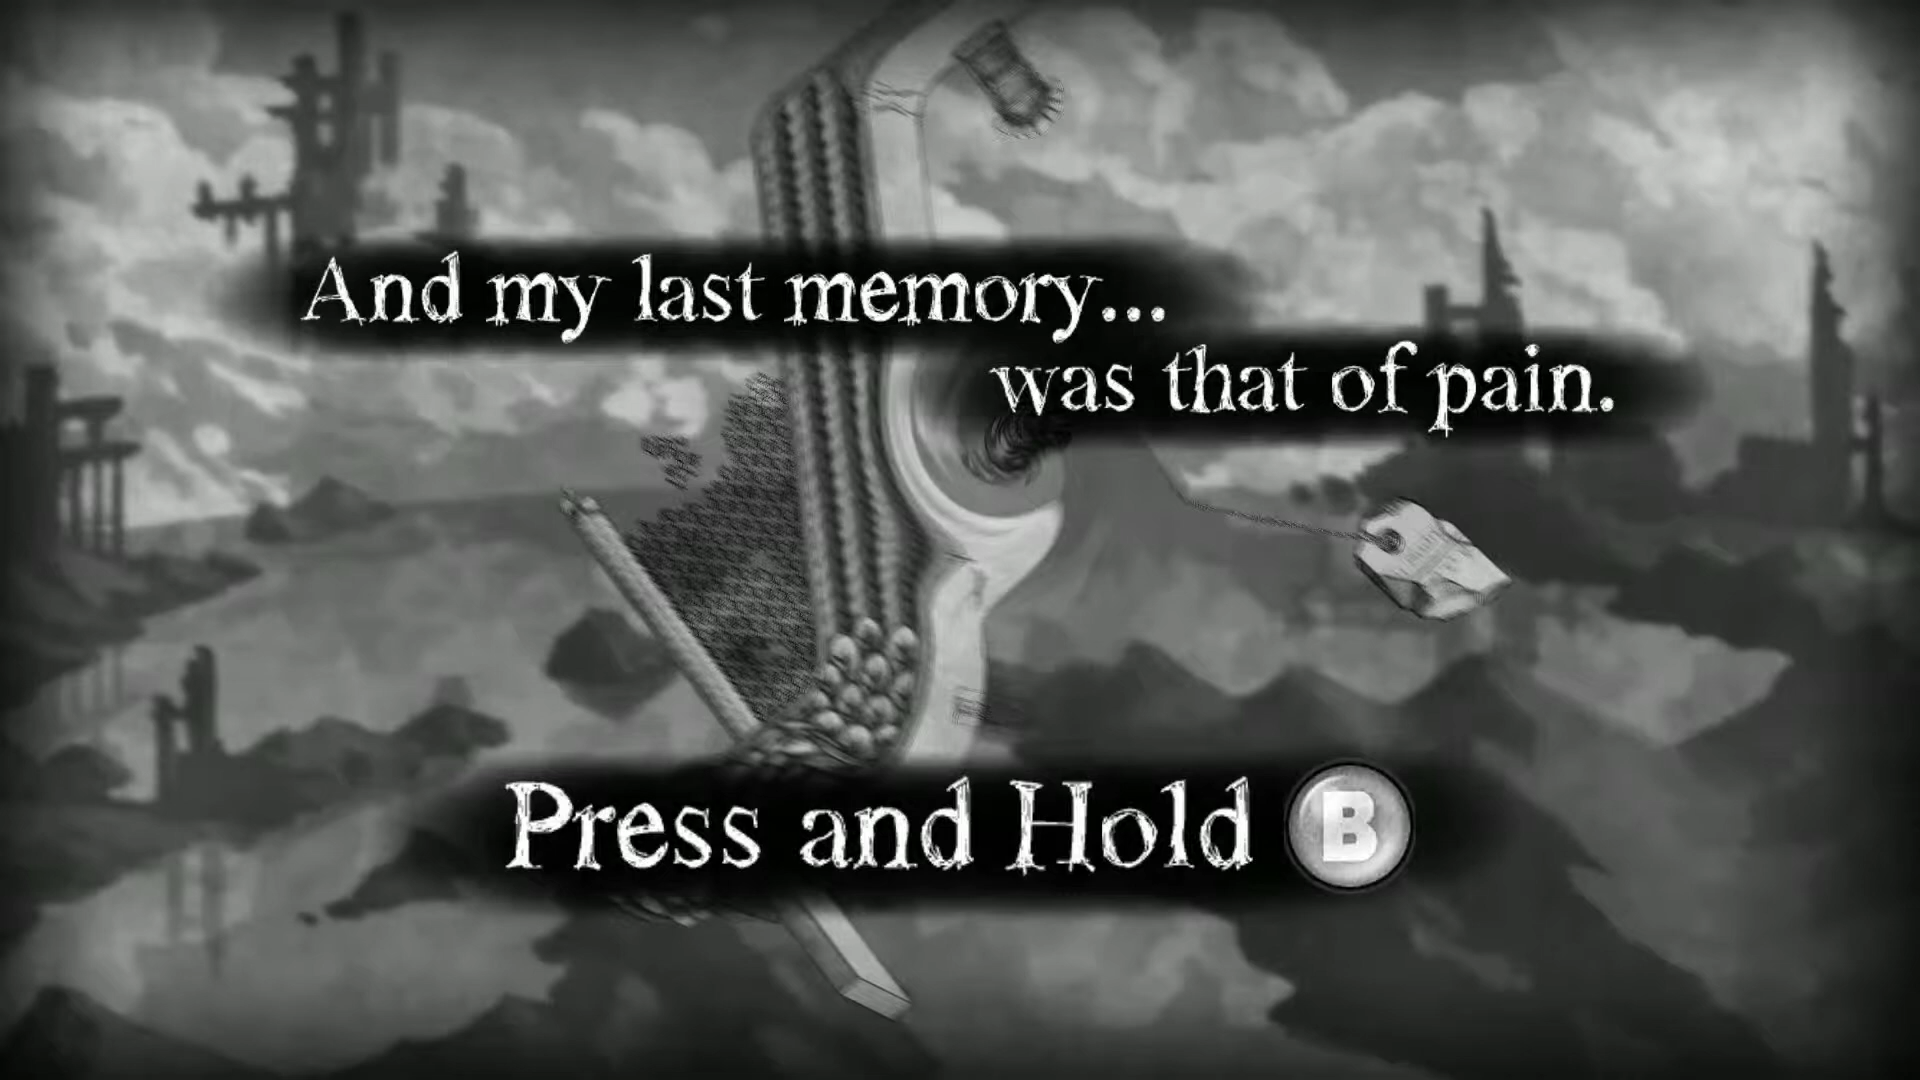 And my last memory...
was that of pain.
Press and Hold B